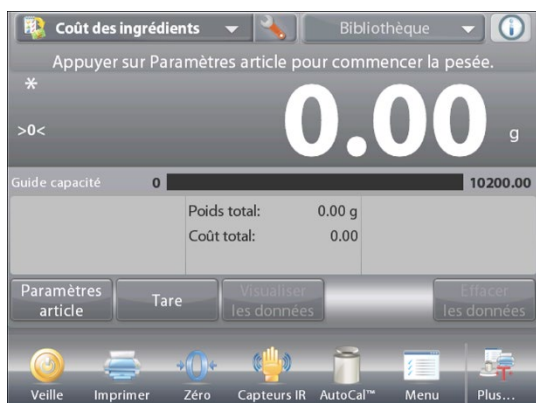 Coût des ingrédients Bibliothèque
Appuyer sur Paramètres article pour commencer la pesée.
*
>0<
0.00 g
Guide capacité 0 10200.00
Poids total: 0.00 g
Coût total: 0.00
Paramètres article
Tare
Visualiser les données
Effacer les données
Veille Imprimer Zéro Capteurs IR AutoCal™ Menu Plus...